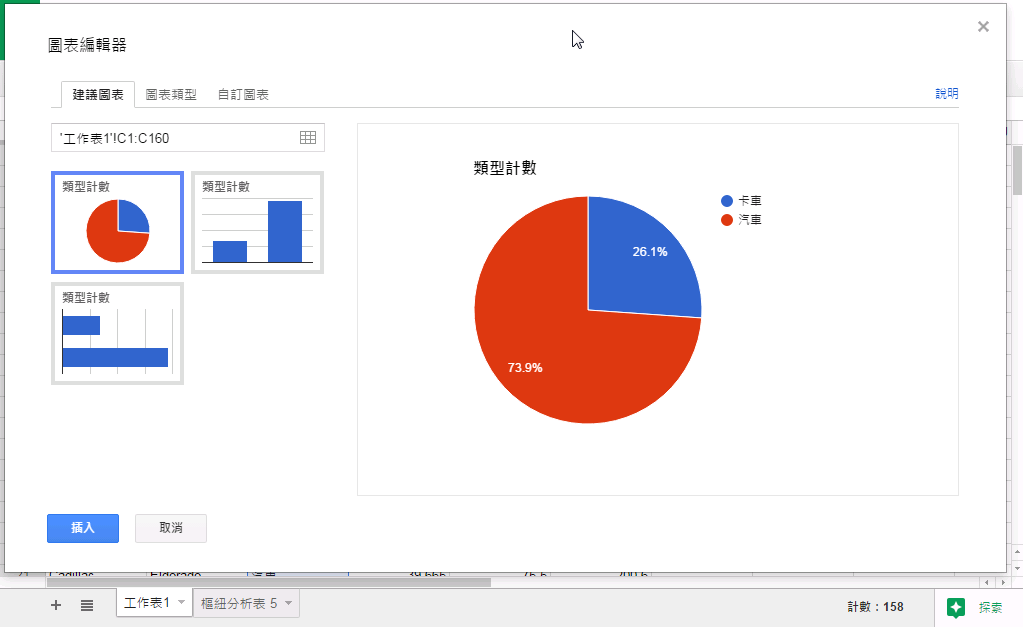 圖表編輯器
建議圖表 圖表類型 自訂圖表 說明
'工作表1'!C1:C160
類型計數
類型計數
類型計數
類型計數
卡車
汽車
26.1%
73.9%
插入 取消
工作表1 樞紐分析表 5 計數：158 探索